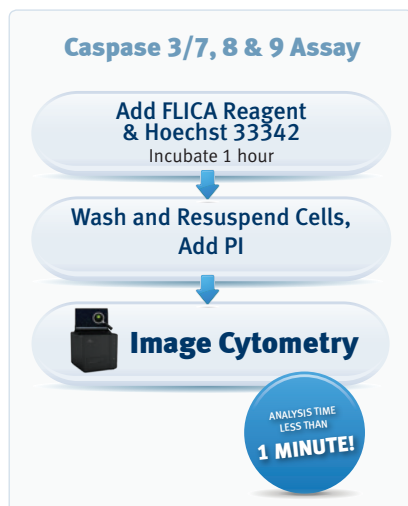 Caspase 3/7, 8 & 9 Assay
Add FLICA Reagent
& Hoechst 33342
Incubate 1 hour
Wash and Resuspend Cells,
Add PI
Image Cytometry
ANALYSIS TIME
LESS THAN
1 MINUTE!